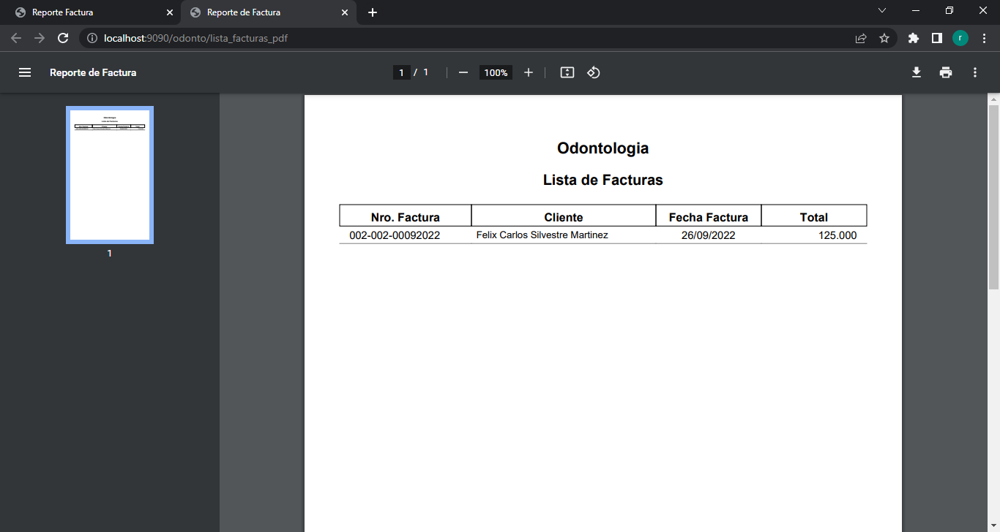 Reporte Factura
Reporte de Factura
localhost:9090/odonto/lista_facturas_pdf
r
Reporte de Factura
1 / 1
100%
1
Odontologia
Lista de Facturas
Nro. Factura Cliente Fecha Factura Total
002-002-00092022 Felix Carlos Silvestre Martinez 26/09/2022 125.000